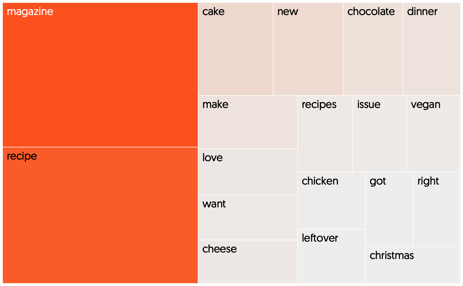 magazine
recipe
cake
new
chocolate
dinner
make
love
want
cheese
recipes
issue
vegan
chicken
leftover
got
right
christmas